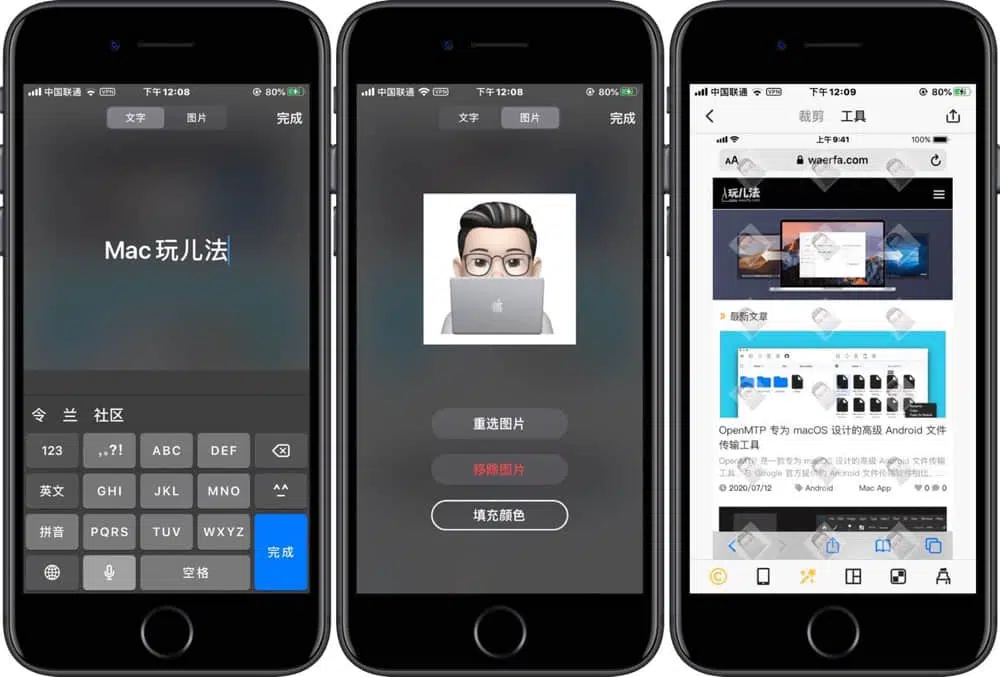 中国联通 VPN 下午12:08 80%
文字 图片 完成
Mac 玩儿法
令 兰 社区
123 ,。?! ABC DEF
英文 GHI JKL MNO ^^
拼音 PQRS TUV WXYZ 完成
空格
中国联通 VPN 下午12:08 80%
文字 图片 完成
重选图片
移除图片
填充颜色
中国联通 VPN 下午12:09 80%
裁剪 工具
上午9:41 100%
AA waerfa.com
玩儿法
最新文章
OpenMTP 专为 macOS 设计的高级 Android 文件
传输工具
OpenMTP 是一款专为 macOS 设计的高级 Android 文件传输
工具，与 Google 官方提供的 Android 文件传输软件相比，...
2020/07/12 Android Mac App 0 0